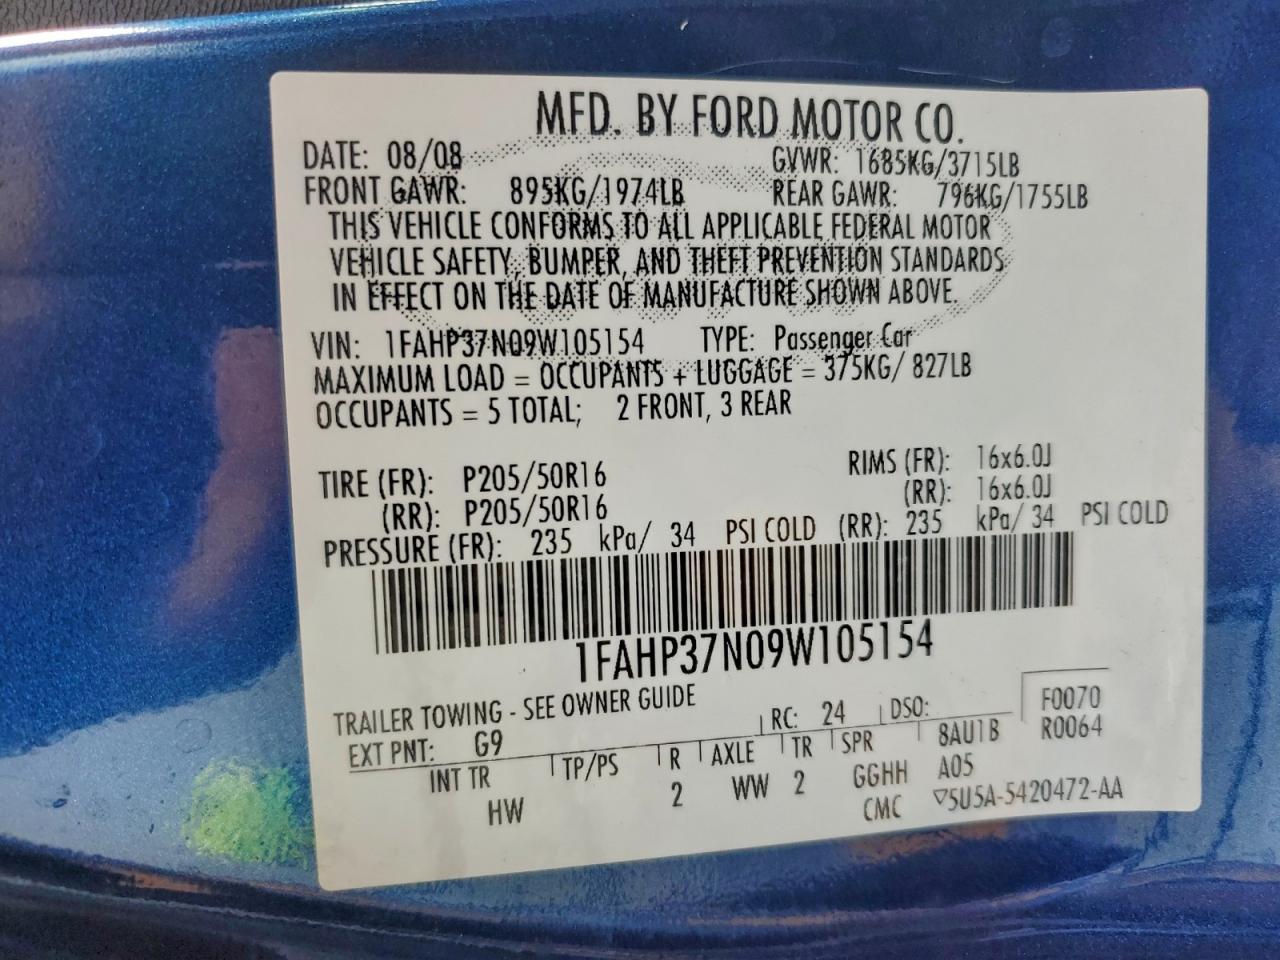 MFD. BY FORD MOTOR CO.
DATE: 08/08 GVWR: 1685KG/3715LB
FRONT GAWR: 895KG/1974LB REAR GAWR: 796KG/1755LB
THIS VEHICLE CONFORMS TO ALL APPLICABLE FEDERAL MOTOR
VEHICLE SAFETY, BUMPER, AND THEFT PREVENTION STANDARDS
IN EFFECT ON THE DATE OF MANUFACTURE SHOWN ABOVE.
VIN: 1FAHP37N09W105154 TYPE: Passenger Car
MAXIMUM LOAD = OCCUPANTS + LUGGAGE = 375KG/ 827LB
OCCUPANTS = 5 TOTAL; 2 FRONT, 3 REAR
TIRE (FR): P205/50R16 RIMS (FR): 16x6.0J
(RR): P205/50R16 (RR): 16x6.0J
PRESSURE (FR): 235 kPa/ 34 PSI COLD (RR): 235 kPa/ 34 PSI COLD
1FAHP37N09W105154
TRAILER TOWING - SEE OWNER GUIDE
EXT PNT: G9 RC: 24 DSO: F0070
INT TR TP/PS R AXLE TR SPR 8AU1B R0064
HW 2 WW 2 GGHH A05
CMC ▽5U5A-5420472-AA